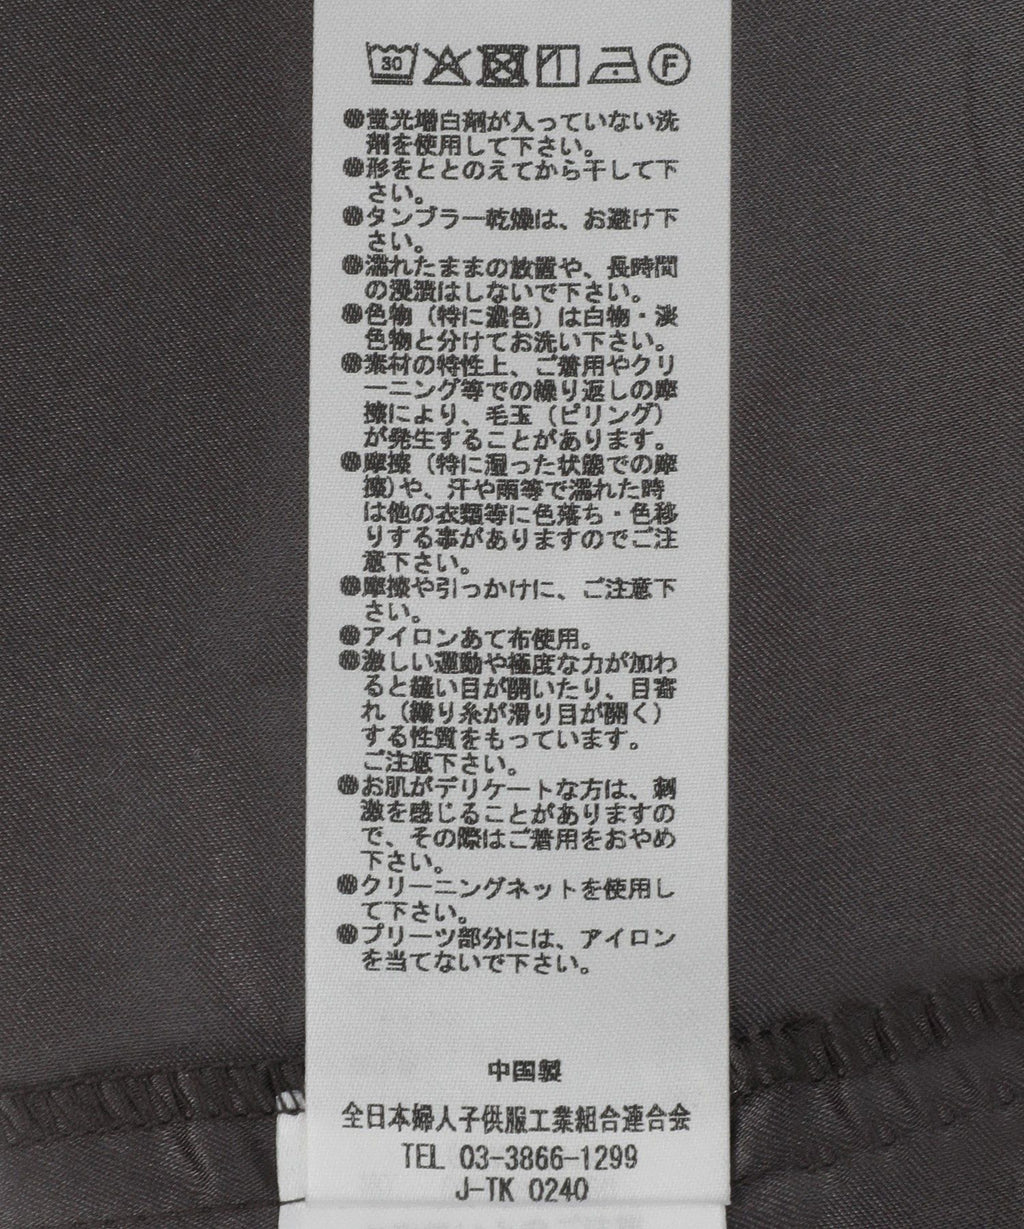 30 F
●蛍光増白剤が入っていない洗
剤を使用して下さい。
●形をととのえてから干して下
さい。
●タンブラー乾燥は、お避け下
さい。
●濡れたままの放置や、長時間
の浸漬はしないで下さい。
●色物（特に濃色）は白物・淡
色物と分けてお洗い下さい。
●素材の特性上、ご着用やクリ
ーニング等での繰り返しの摩
擦により、毛玉（ピリング）
が発生することがあります。
●摩擦（特に湿った状態での摩
擦）や、汗や雨等で濡れた時
は他の衣類等に色落ち・色移
りする事がありますのでご注
意下さい。
●摩擦や引っかけに、ご注意下
さい。
●アイロンあて布使用。
●激しい運動や極度な力が加わ
ると縫い目が開いたり、目寄
れ（織り糸が滑り目が開く）
する性質をもっています。
ご注意下さい。
●お肌がデリケートな方は、刺
激を感じることがありますの
で、その際はご着用をおやめ
下さい。
●クリーニングネットを使用し
て下さい。
●プリーツ部分には、アイロン
を当てないで下さい。
中国製
全日本婦人子供服工業組合連合会
TEL 03-3866-1299
J-TK 0240